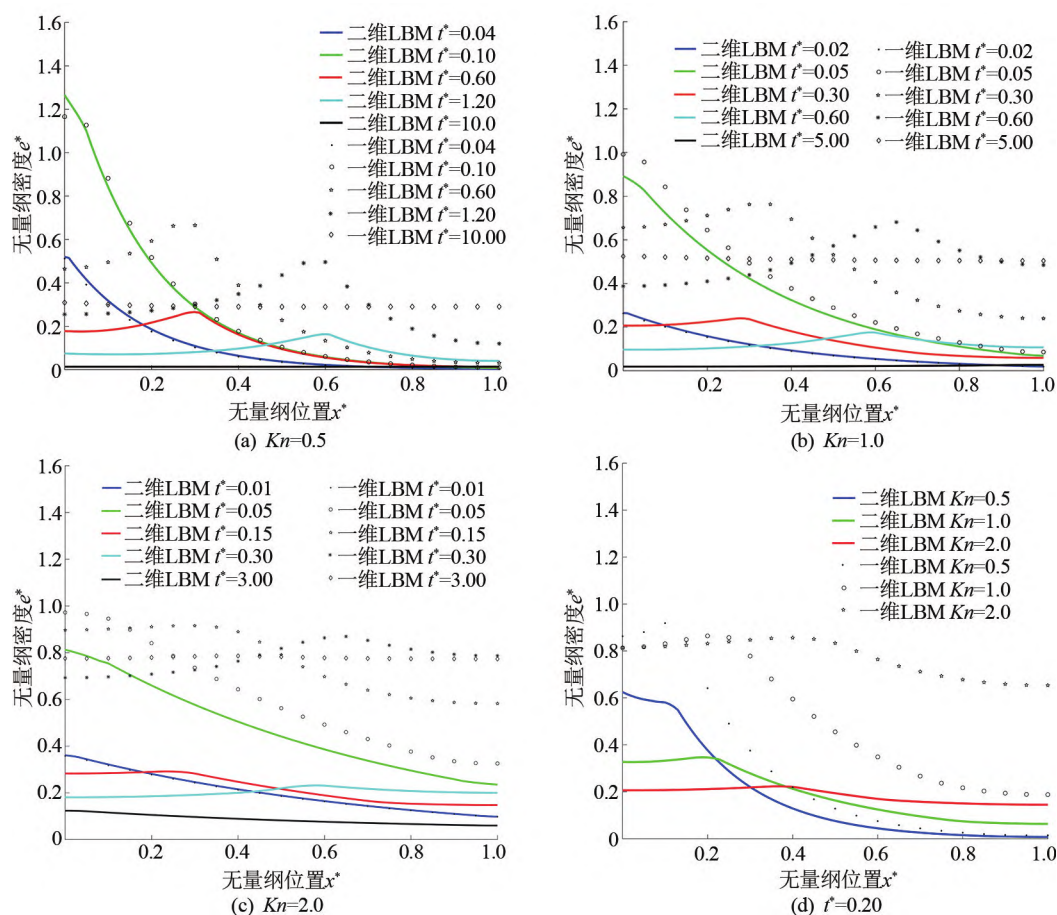 1.6
1.4
1.2
1.0
0.8
0.6
0.4
0.2
0
无量纲密度e*
二维LBM t*=0.04
二维LBM t*=0.10
二维LBM t*=0.60
二维LBM t*=1.20
二维LBM t*=10.0
一维LBM t*=0.04
一维LBM t*=0.10
一维LBM t*=0.60
一维LBM t*=1.20
一维LBM t*=10.00
0.2 0.4 0.6 0.8 1.0
无量纲位置x*
(a) Kn=0.5
1.6
1.4
1.2
1.0
0.8
0.6
0.4
0.2
0
无量纲密度e*
二维LBM t*=0.02
二维LBM t*=0.05
二维LBM t*=0.30
二维LBM t*=0.60
二维LBM t*=5.00
一维LBM t*=0.02
一维LBM t*=0.05
一维LBM t*=0.30
一维LBM t*=0.60
一维LBM t*=5.00
0.2 0.4 0.6 0.8 1.0
无量纲位置x*
(b) Kn=1.0
1.6
1.4
1.2
1.0
0.8
0.6
0.4
0.2
0
无量纲密度e*
二维LBM t*=0.01
二维LBM t*=0.05
二维LBM t*=0.15
二维LBM t*=0.30
二维LBM t*=3.00
一维LBM t*=0.01
一维LBM t*=0.05
一维LBM t*=0.15
一维LBM t*=0.30
一维LBM t*=3.00
0.2 0.4 0.6 0.8 1.0
无量纲位置x*
(c) Kn=2.0
1.6
1.4
1.2
1.0
0.8
0.6
0.4
0.2
0
无量纲密度e*
二维LBM Kn=0.5
二维LBM Kn=1.0
二维LBM Kn=2.0
一维LBM Kn=0.5
一维LBM Kn=1.0
一维LBM Kn=2.0
0.2 0.4 0.6 0.8 1.0
无量纲位置x*
(d) t*=0.20